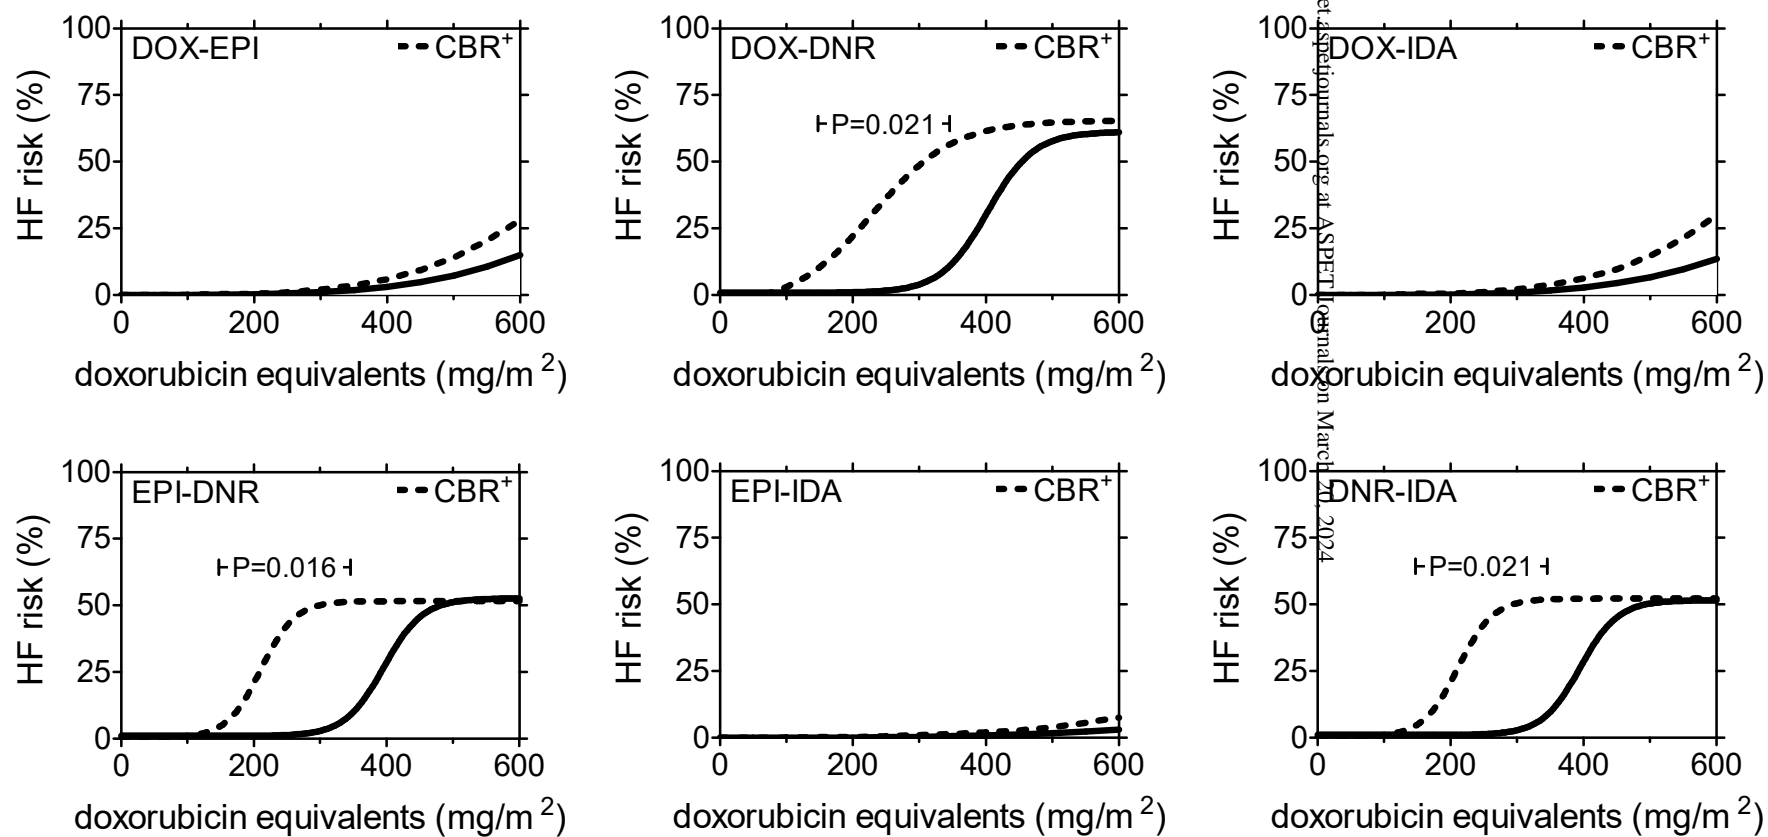 100
75
50
25
0
HF risk (%)
DOX-EPI
CBR+
0 200 400 600
doxorubicin equivalents (mg/m 2)
100
75
50
25
0
HF risk (%)
DOX-DNR
CBR+
P=0.021
0 200 400 600
doxorubicin equivalents (mg/m 2)
100
75
50
25
0
HF risk (%)
DOX-IDA
CBR+
0 200 400 600
doxorubicin equivalents (mg/m 2)
et.aspetjournals.org at ASPET Journals on March 20, 2024
100
75
50
25
0
HF risk (%)
EPI-DNR
CBR+
P=0.016
0 200 400 600
doxorubicin equivalents (mg/m 2)
100
75
50
25
0
HF risk (%)
EPI-IDA
CBR+
0 200 400 600
doxorubicin equivalents (mg/m 2)
100
75
50
25
0
HF risk (%)
DNR-IDA
CBR+
P=0.021
0 200 400 600
doxorubicin equivalents (mg/m 2)